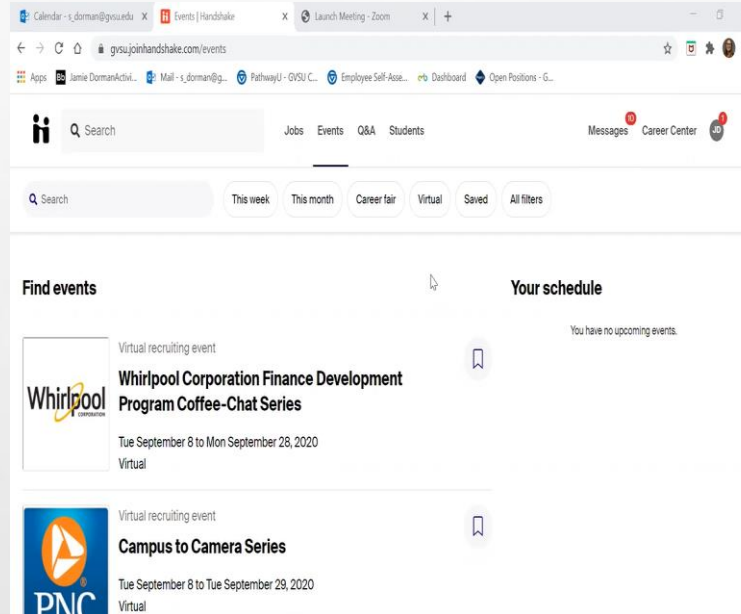 Calendar - s_dorman@gvsu.edu X Events | Handshake X Launch Meeting - Zoom X +
gvsu.joinhandshake.com/events
Apps Bb Jamie DormanActivi... Mail - s_dorman@g... PathwayU - GVSU C... Employee Self-Asse... Dashboard Open Positions - G...
Search Jobs Events Q&A Students Messages 10 Career Center JD 1
Search This week This month Career fair Virtual Saved All filters
Find events Your schedule
You have no upcoming events.
Virtual recruiting event
Whirlpool Corporation Finance Development
Program Coffee-Chat Series
Whirlpool
CORPORATION
Tue September 8 to Mon September 28, 2020
Virtual
Virtual recruiting event
Campus to Camera Series
Tue September 8 to Tue September 29, 2020
PNC
Virtual